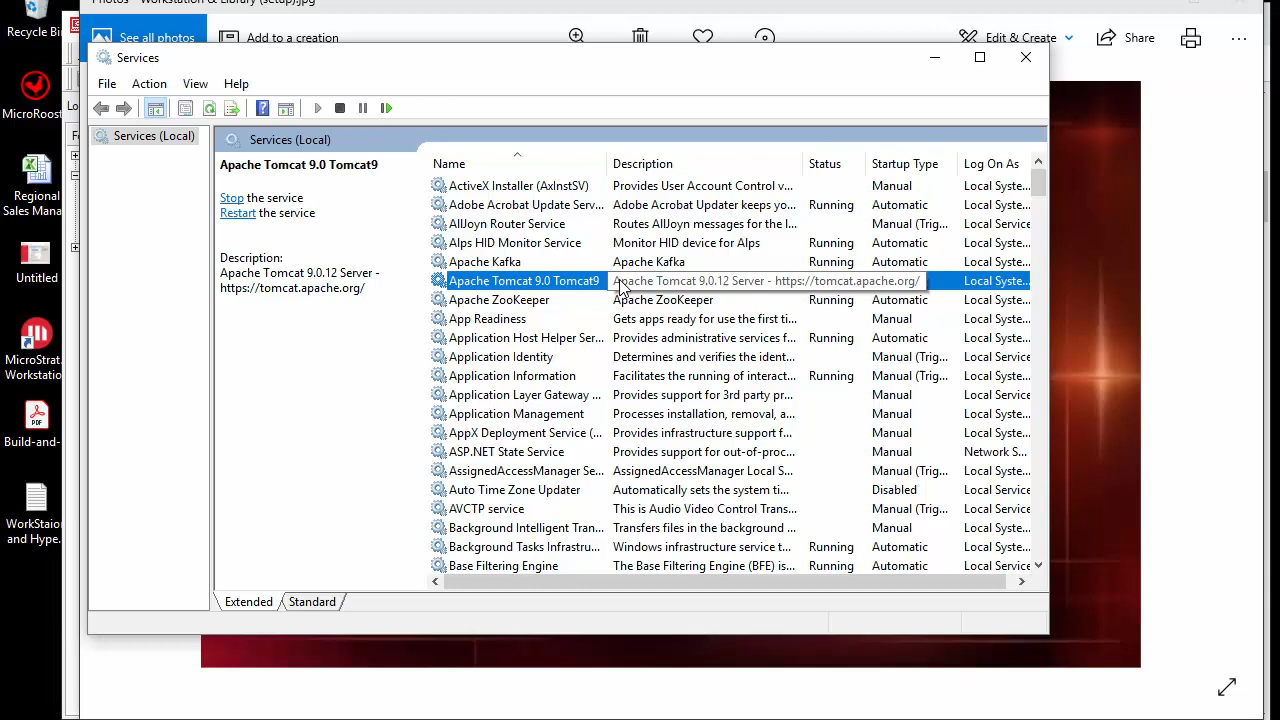 Photos - Workstation & Library (setup).jpg
Recycle Bin
See all photos
Add to a creation
Edit & Create
Share
Services
File Action View Help
Services (Local)
Services (Local)
Apache Tomcat 9.0 Tomcat9
Stop the service
Restart the service
Description:
Apache Tomcat 9.0.12 Server -
https://tomcat.apache.org/
Name Description Status Startup Type Log On As
ActiveX Installer (AxInstSV) Provides User Account Control v... Manual Local Syste...
Adobe Acrobat Update Serv... Adobe Acrobat Updater keeps yo... Running Automatic Local Syste...
AllJoyn Router Service Routes AllJoyn messages for the l... Manual (Trig... Local Service
Alps HID Monitor Service Monitor HID device for Alps Running Automatic Local Syste...
Apache Kafka Apache Kafka Running Automatic Local Syste...
Apache Tomcat 9.0 Tomcat9 Apache Tomcat 9.0.12 Server - https://tomcat.apache.org/ Local Syste...
Apache ZooKeeper Apache ZooKeeper Running Automatic Local Syste...
App Readiness Gets apps ready for use the first ti... Manual Local Syste...
Application Host Helper Ser... Provides administrative services f... Running Automatic Local Syste...
Application Identity Determines and verifies the ident... Manual (Trig... Local Service
Application Information Facilitates the running of interact... Running Manual (Trig... Local Syste...
Application Layer Gateway ... Provides support for 3rd party pr... Manual Local Service
Application Management Processes installation, removal, a... Manual Local Syste...
AppX Deployment Service (... Provides infrastructure support f... Manual Local Syste...
ASP.NET State Service Provides support for out-of-proc... Manual Network S...
AssignedAccessManager Se... AssignedAccessManager Local S... Manual (Trig... Local Syste...
Auto Time Zone Updater Automatically sets the system ti... Disabled Local Service
AVCTP service This is Audio Video Control Trans... Manual (Trig... Local Service
Background Intelligent Tran... Transfers files in the background ... Manual Local Syste...
Background Tasks Infrastru... Windows infrastructure service t... Running Automatic Local Syste...
Base Filtering Engine The Base Filtering Engine (BFE) is... Running Automatic Local Service
Extended Standard
MicroRoost
Regional
Sales Mana
Untitled
MicroStrat.
Workstation
Build-and-
WorkStaion
and Hype.